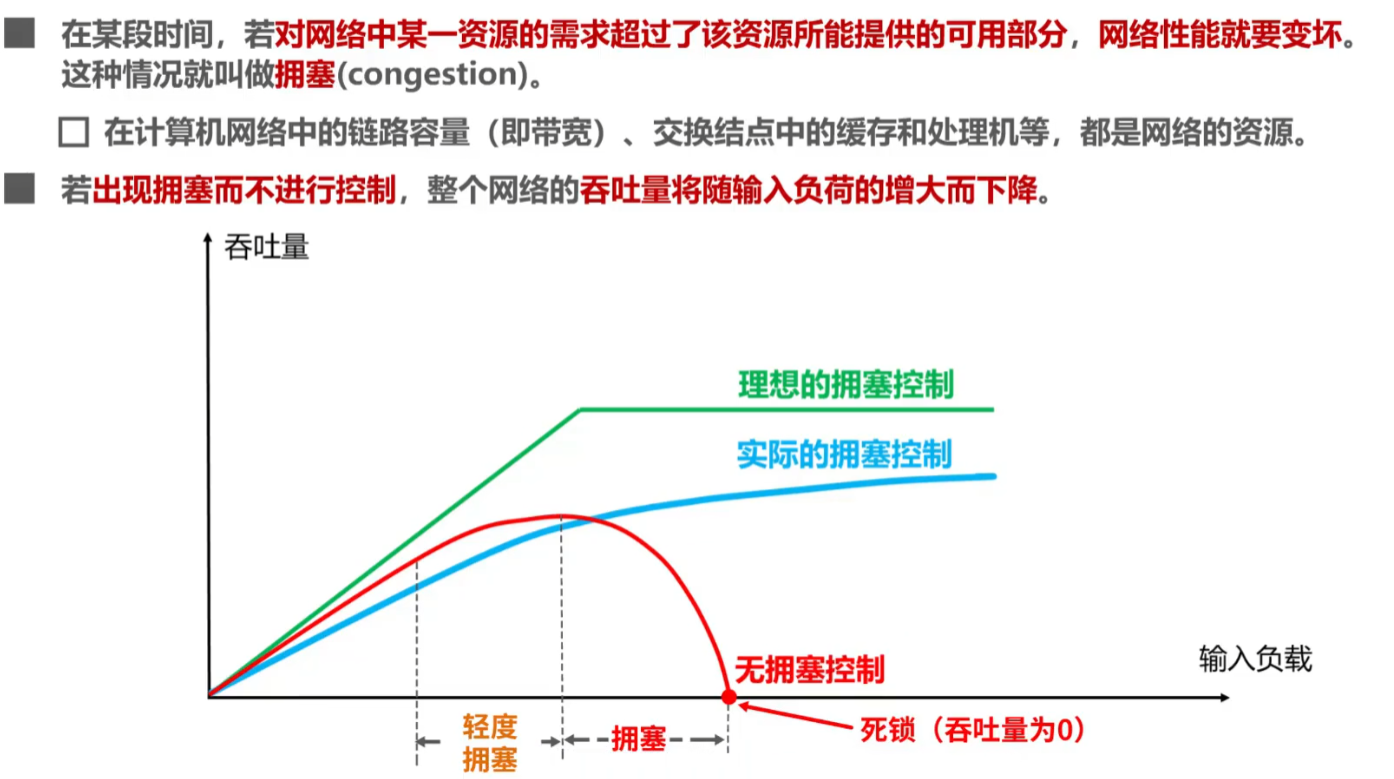 在某段时间，若对网络中某一资源的需求超过了该资源所能提供的可用部分，网络性能就要变坏。
这种情况就叫做拥塞(congestion)。
在计算机网络中的链路容量（即带宽）、交换结点中的缓存和处理机等，都是网络的资源。
若出现拥塞而不进行控制，整个网络的吞吐量将随输入负荷的增大而下降。
吞吐量
理想的拥塞控制
实际的拥塞控制
无拥塞控制
输入负载
轻度
拥塞
拥塞
死锁（吞吐量为0）